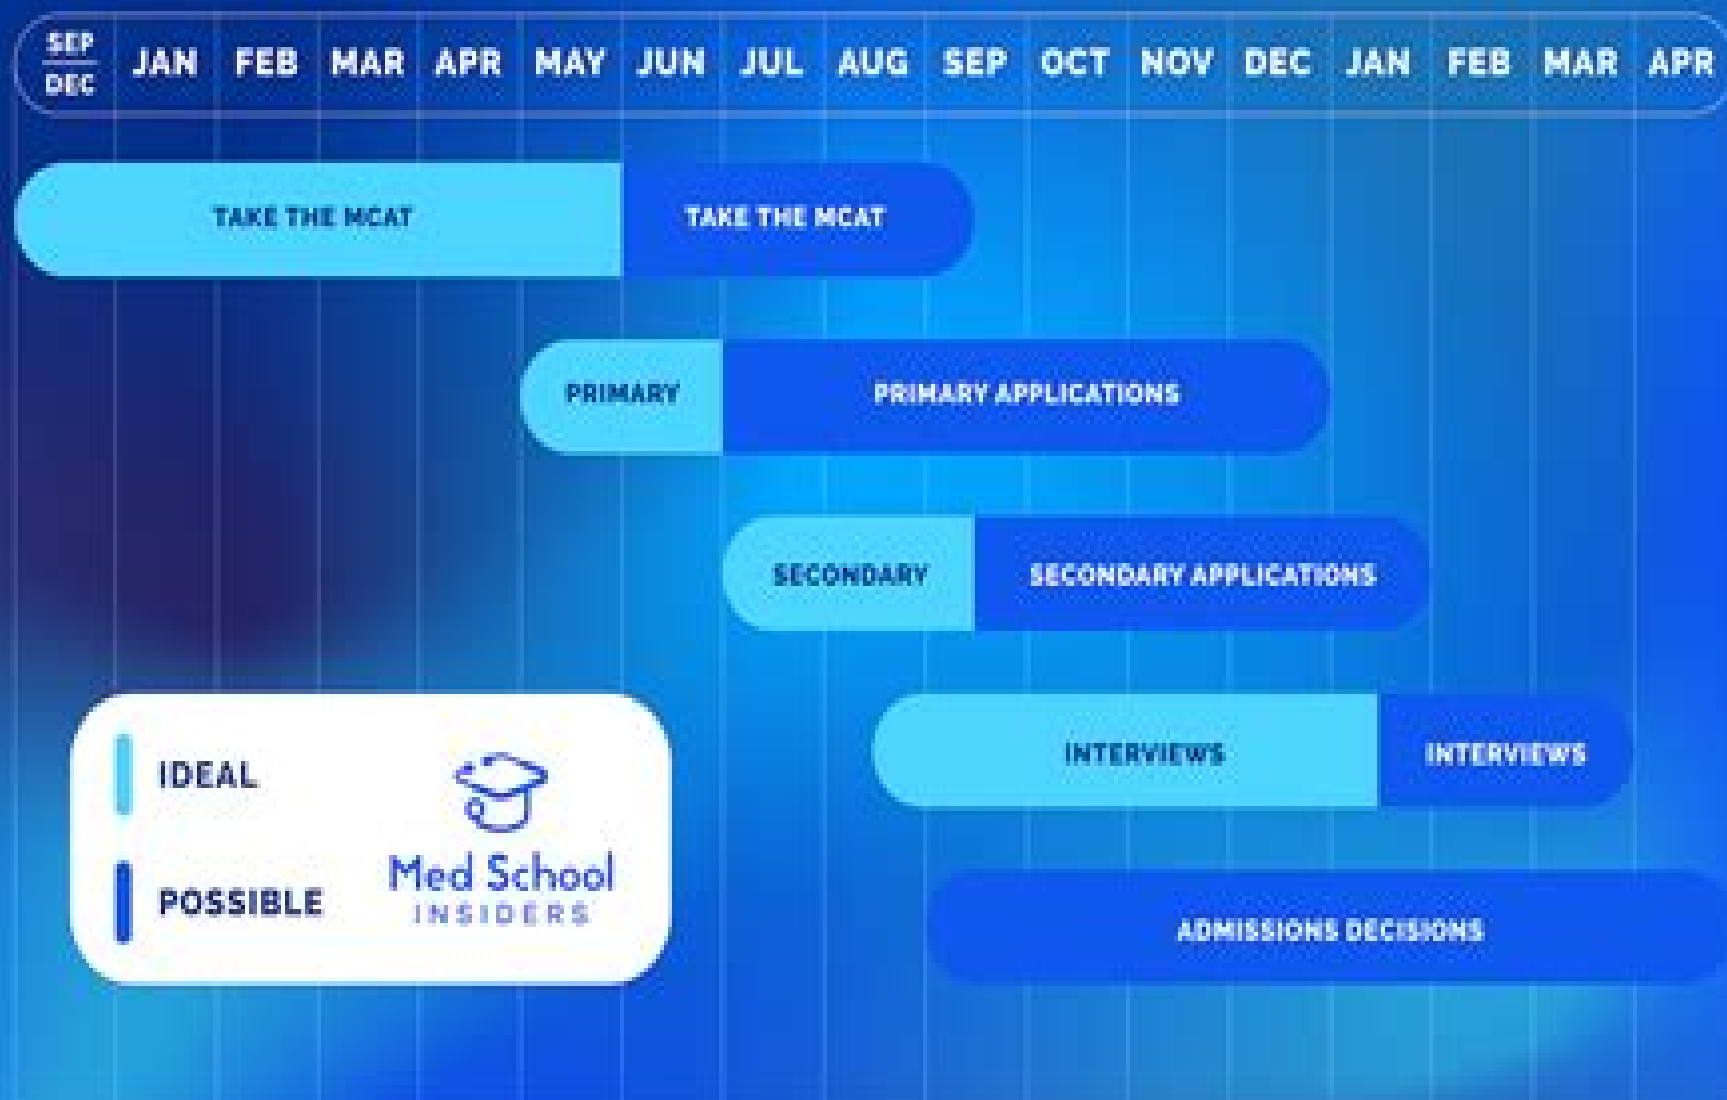 SEP
DEC
JAN FEB MAR APR MAY JUN JUL AUG SEP OCT NOV DEC JAN FEB MAR APR
TAKE THE MCAT TAKE THE MCAT
PRIMARY PRIMARY APPLICATIONS
SECONDARY SECONDARY APPLICATIONS
INTERVIEWS INTERVIEWS
ADMISSIONS DECISIONS
IDEAL
POSSIBLE
Med School
INSIDERS